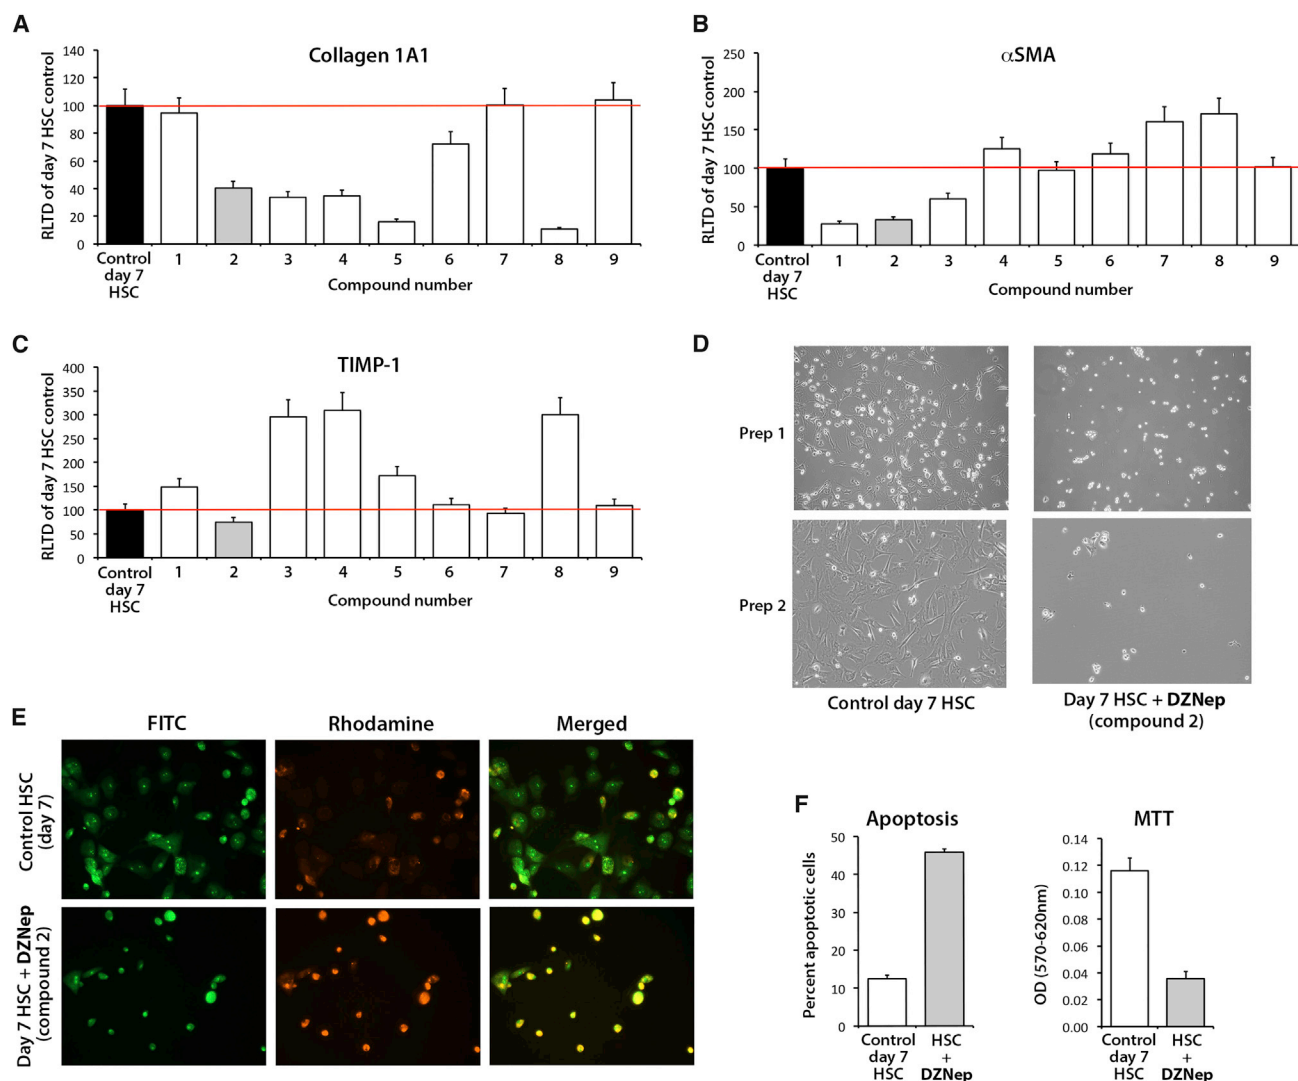 A
Collagen 1A1
RLTD of day 7 HSC control
140
120
100
80
60
40
20
0
Control day 7 HSC
1 2 3 4 5 6 7 8 9
Compound number
B
αSMA
RLTD of day 7 HSC control
250
200
150
100
50
0
Control day 7 HSC
1 2 3 4 5 6 7 8 9
Compound number
C
TIMP-1
RLTD of day 7 HSC control
400
350
300
250
200
150
100
50
0
Control day 7 HSC
1 2 3 4 5 6 7 8 9
Compound number
D
Prep 1
Prep 2
Control day 7 HSC
Day 7 HSC + DZNep
(compound 2)
E
FITC Rhodamine Merged
Control HSC
(day 7)
Day 7 HSC + DZNep
(compound 2)
F
Apoptosis
Percent apoptotic cells
50
40
30
20
10
0
Control day 7 HSC
HSC + DZNep
MTT
OD (570-620nm)
0.14
0.12
0.10
0.08
0.06
0.04
0.02
0.00
Control day 7 HSC
HSC + DZNep